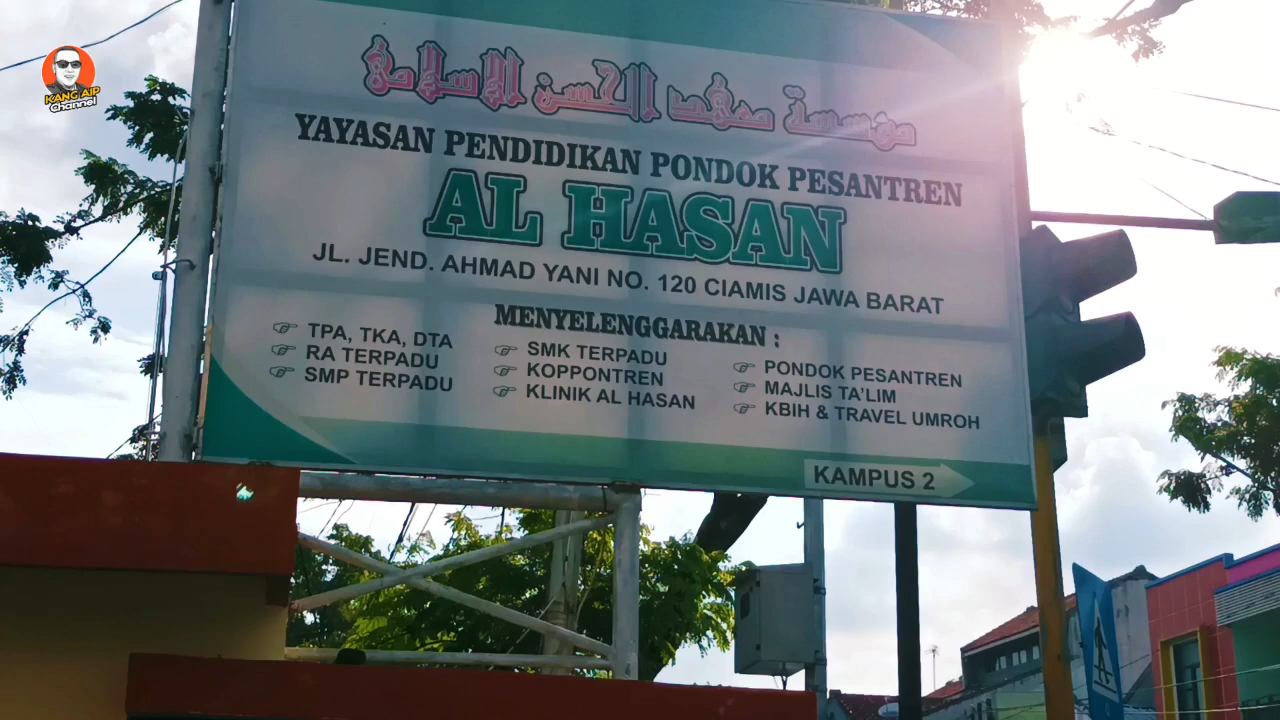 KANG AIP
Channel
مؤسسة معهد الحسن الإسلامي
YAYASAN PENDIDIKAN PONDOK PESANTREN
AL HASAN
JL. JEND. AHMAD YANI NO. 120 CIAMIS JAWA BARAT
MENYELENGGARAKAN :
TPA, TKA, DTA
RA TERPADU
SMP TERPADU
SMK TERPADU
KOPPONTREN
KLINIK AL HASAN
PONDOK PESANTREN
MAJLIS TA'LIM
KBIH & TRAVEL UMROH
KAMPUS 2